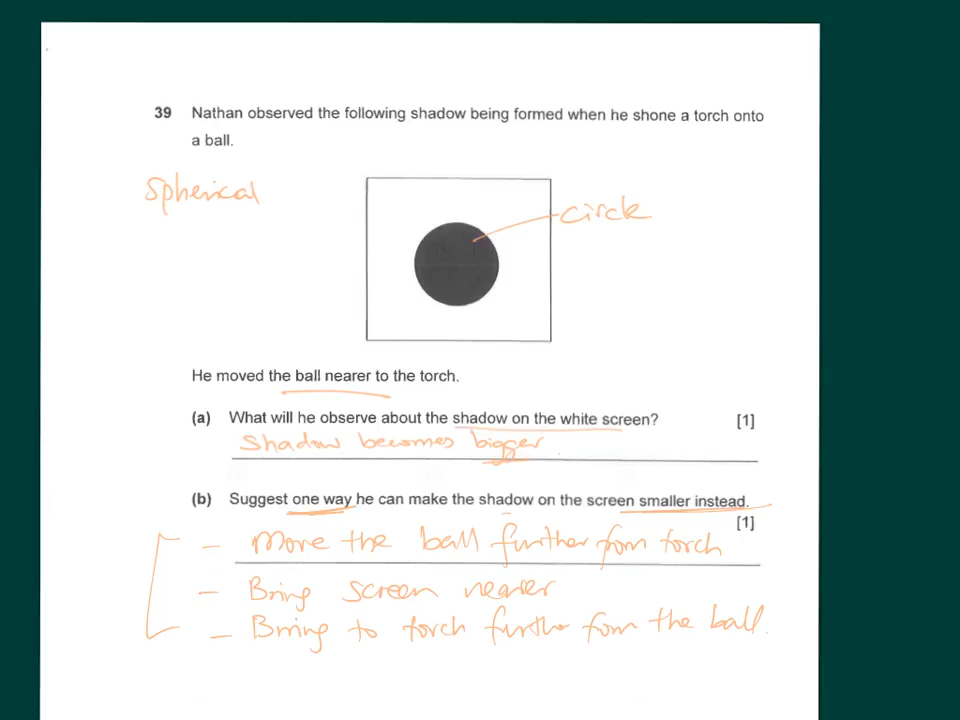 39 Nathan observed the following shadow being formed when he shone a torch onto
a ball.
Spherical
circle
He moved the ball nearer to the torch.
(a) What will he observe about the shadow on the white screen? [1]
Shadow becomes bigger
(b) Suggest one way he can make the shadow on the screen smaller instead.
[1]
- Move the ball further from torch
- Bring screen nearer
- Bring to torch further from the ball.